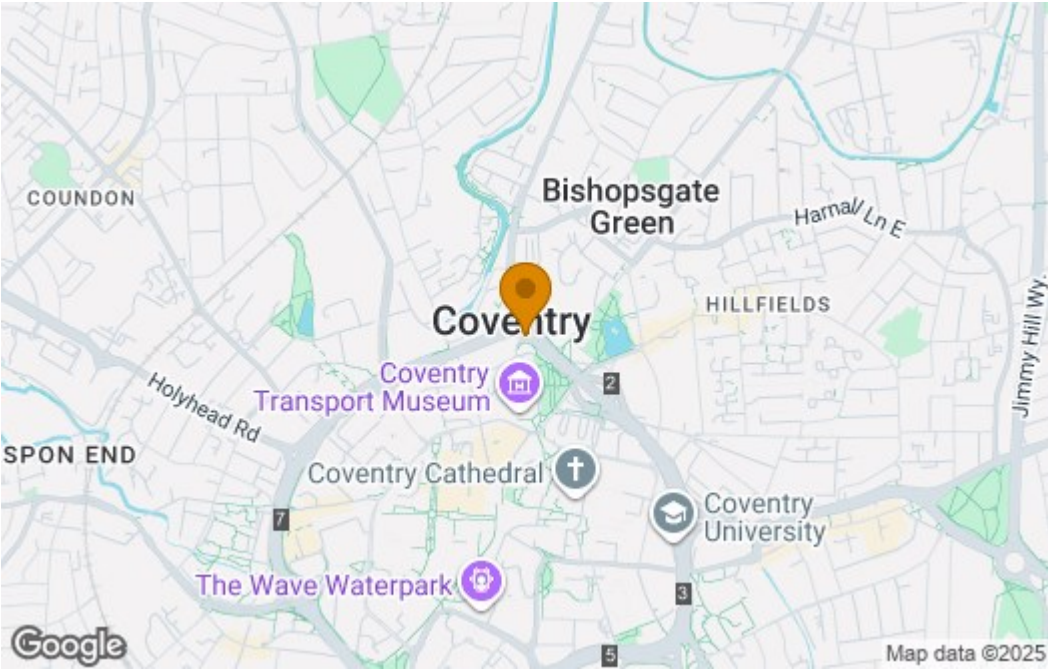 Bishopsgate
Green
COUNDON
Harnal/ Ln E
HILLFIELDS
Coventry
Jimmy Hill Wy.
Coventry
Transport Museum
2
Holyhead Rd
SPON END
Coventry Cathedral
Coventry
University
7
The Wave Waterpark
3
5
Google
Map data ©2025